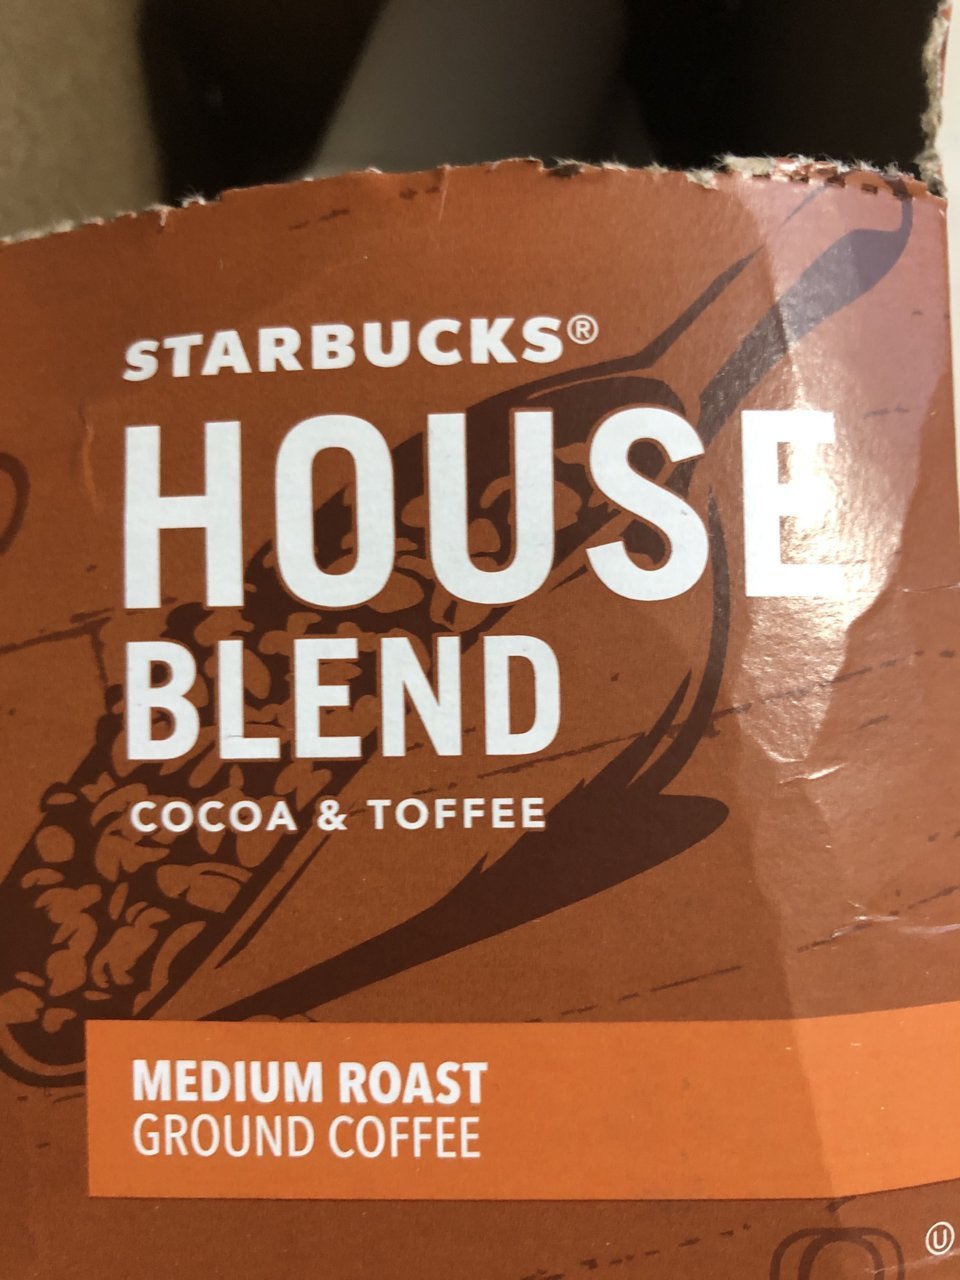 STARBUCKS®
HOUSE
BLEND
COCOA & TOFFEE
MEDIUM ROAST
GROUND COFFEE
U